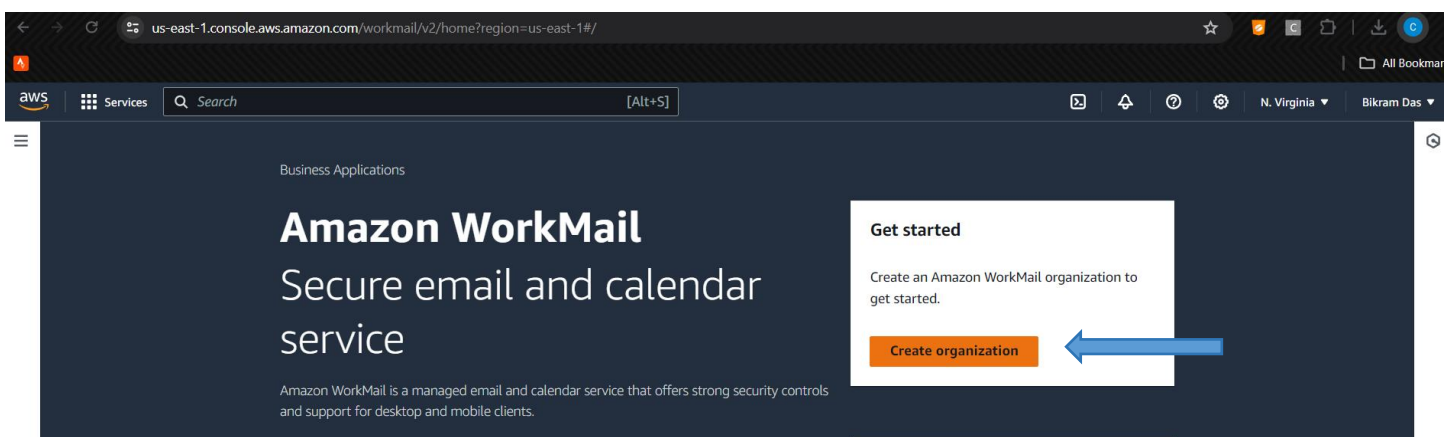 us-east-1.console.aws.amazon.com/workmail/v2/home?region=us-east-1#/
C
C
All Bookmar
aws
Services
Search
[Alt+S]
N. Virginia
Bikram Das
Business Applications
Amazon WorkMail
Secure email and calendar
service
Amazon WorkMail is a managed email and calendar service that offers strong security controls
and support for desktop and mobile clients.
Get started
Create an Amazon WorkMail organization to
get started.
Create organization